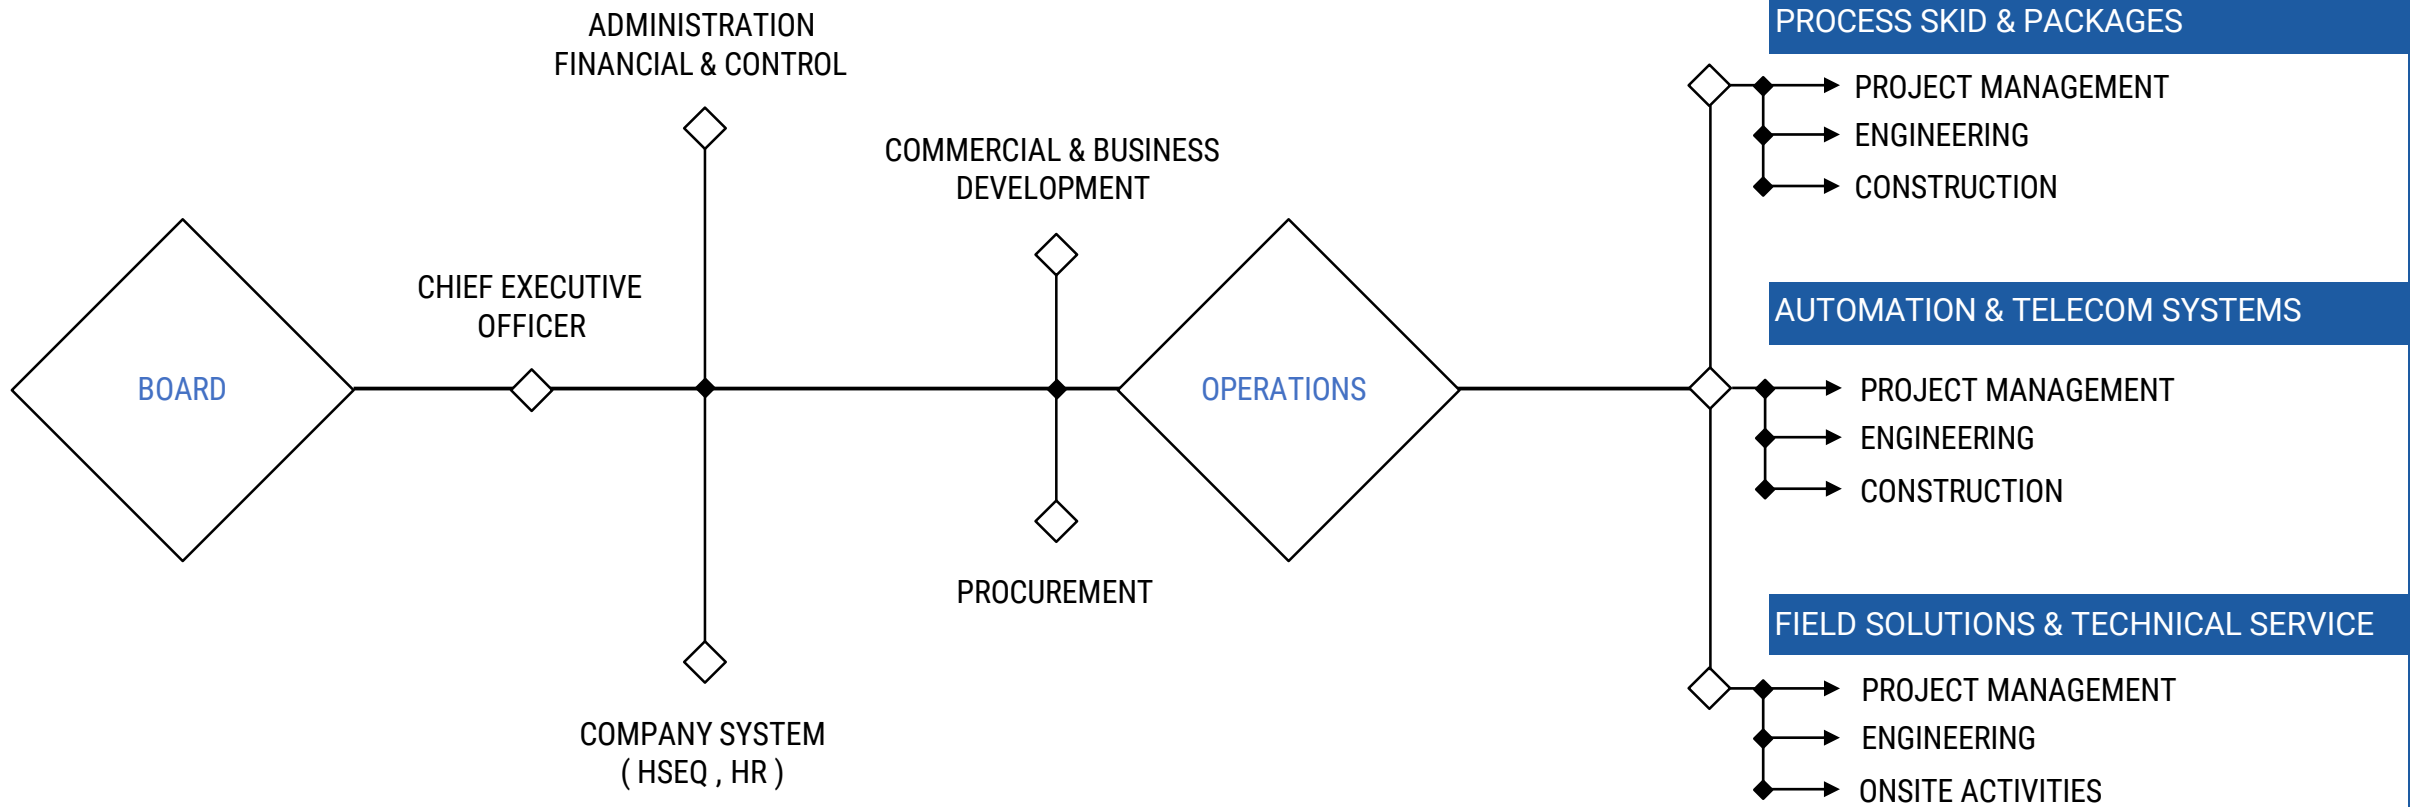 ADMINISTRATION
FINANCIAL & CONTROL
COMMERCIAL & BUSINESS
DEVELOPMENT
CHIEF EXECUTIVE
OFFICER
BOARD
OPERATIONS
PROCUREMENT
COMPANY SYSTEM
( HSEQ , HR )
PROCESS SKID & PACKAGES
PROJECT MANAGEMENT
ENGINEERING
CONSTRUCTION
AUTOMATION & TELECOM SYSTEMS
PROJECT MANAGEMENT
ENGINEERING
CONSTRUCTION
FIELD SOLUTIONS & TECHNICAL SERVICE
PROJECT MANAGEMENT
ENGINEERING
ONSITE ACTIVITIES